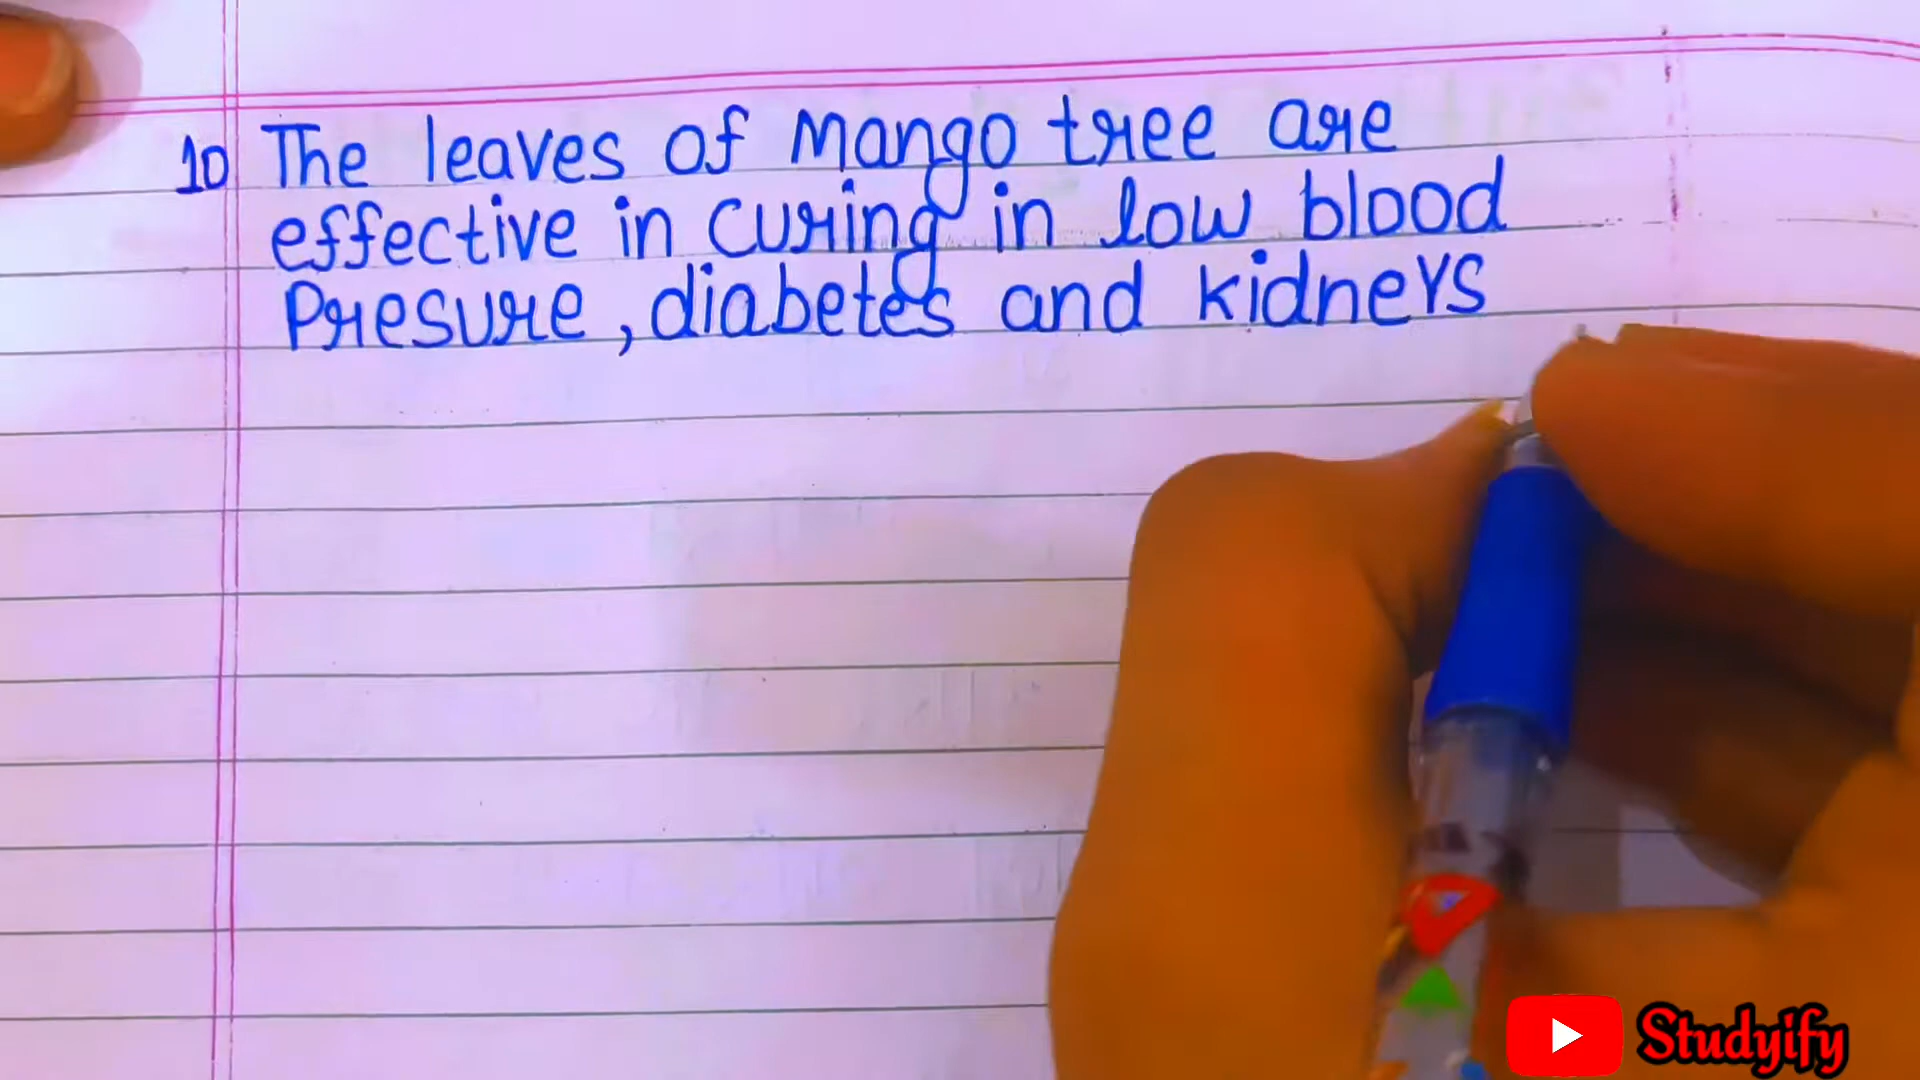 10 The leaves of Mango tree are
effective in curing in low blood
Presure, diabetes and kidneys
Studyify